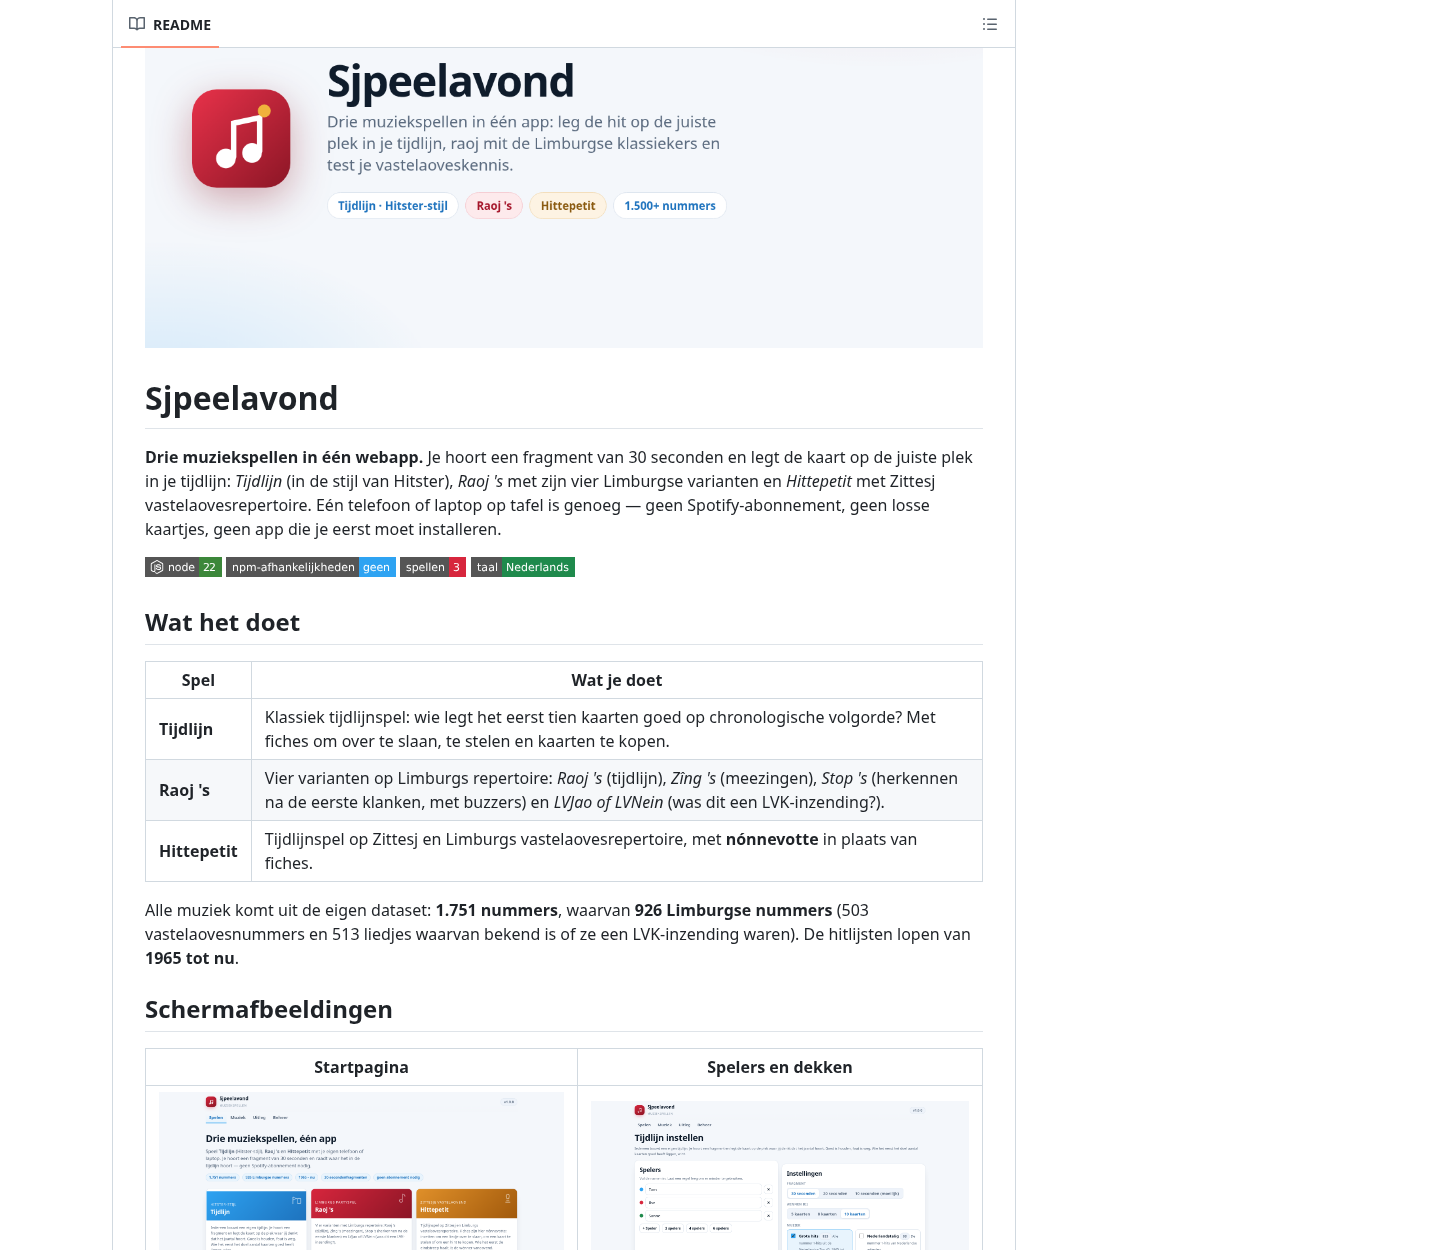 README
Sjpeelavond
Drie muziekspellen in één app: leg de hit op de juiste
plek in je tijdlijn, raoj mit de Limburgse klassiekers en
test je vastelaoveskennis.
Tijdlijn · Hitster-stijl
Raoj 's
Hittepetit
1.500+ nummers
Sjpeelavond
Drie muziekspellen in één webapp. Je hoort een fragment van 30 seconden en legt de kaart op de juiste plek
in je tijdlijn: Tijdlijn (in de stijl van Hitster), Raoj 's met zijn vier Limburgse varianten en Hittepetit met Zittesj
vastelaovesrepertoire. Eén telefoon of laptop op tafel is genoeg — geen Spotify-abonnement, geen losse
kaartjes, geen app die je eerst moet installeren.
node 22
npm-afhankelijkheden geen
spellen 3
taal Nederlands
Wat het doet
Spel
Wat je doet
Tijdlijn
Klassiek tijdlijnspel: wie legt het eerst tien kaarten goed op chronologische volgorde? Met
fiches om over te slaan, te stelen en kaarten te kopen.
Raoj 's
Vier varianten op Limburgs repertoire: Raoj 's (tijdlijn), Zîng 's (meezingen), Stop 's (herkennen
na de eerste klanken, met buzzers) en LVJao of LVNein (was dit een LVK-inzending?).
Hittepetit
Tijdlijnspel op Zittesj en Limburgs vastelaovesrepertoire, met nónnevotte in plaats van
fiches.
Alle muziek komt uit de eigen dataset: 1.751 nummers, waarvan 926 Limburgse nummers (503
vastelaovesnummers en 513 liedjes waarvan bekend is of ze een LVK-inzending waren). De hitlijsten lopen van
1965 tot nu.
Schermafbeeldingen
Startpagina
Spelers en dekken
Sjpeelavond
Spelen Muziek Uitleg Beheer
Drie muziekspellen, één app
Tijdlijn
Raoj 's
Hittepetit
Sjpeelavond
Spelen Muziek Uitleg Beheer
Tijdlijn instellen
Spelers
Instellingen